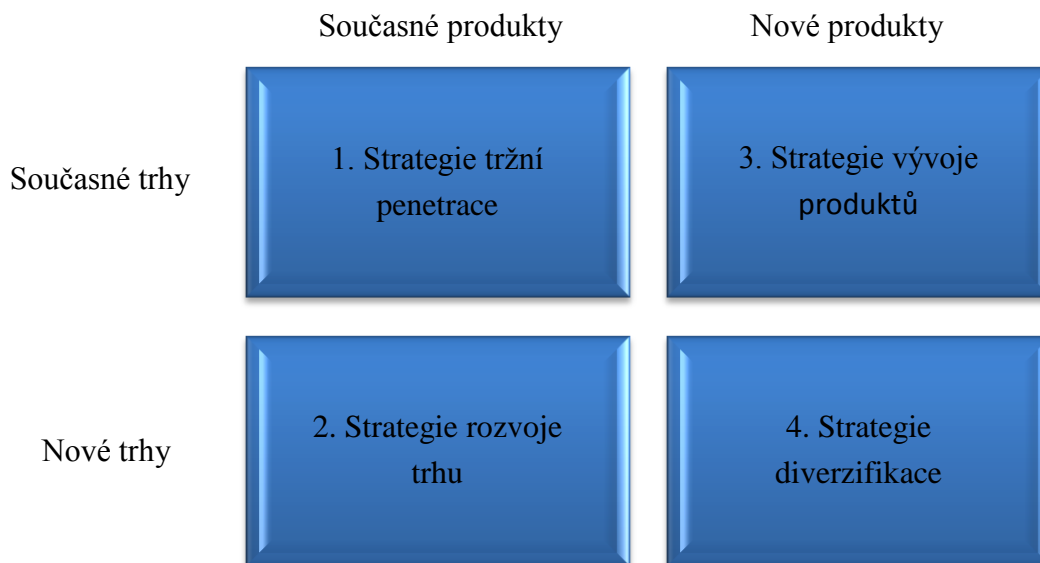 Současné produkty
Nové produkty
Současné trhy
1. Strategie tržní
penetrace
3. Strategie vývoje
produktů
Nové trhy
2. Strategie rozvoje
trhu
4. Strategie
diverzifikace